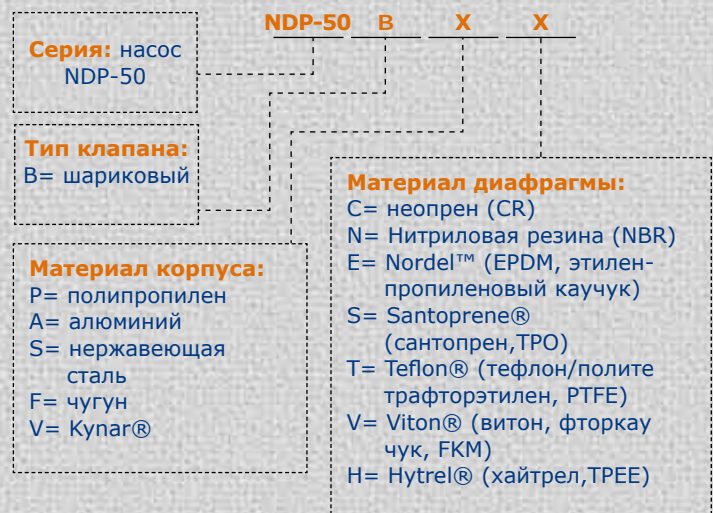 NDP-50 B X X
Серия: насос
NDP-50
Тип клапана:
B= шариковый
Материал корпуса:
P= полипропилен
A= алюминий
S= нержавеющая
сталь
F= чугун
V= Kynar®
Материал диафрагмы:
C= неопрен (CR)
N= Нитриловая резина (NBR)
E= Nordel™ (EPDM, этилен-
пропиленовый каучук)
S= Santoprene®
(сантопрен,TPO)
T= Teflon® (тефлон/полите
трафторэтилен, PTFE)
V= Viton® (витон, фторкау
чук, FKM)
H= Hytrel® (хайтрел,TPEE)